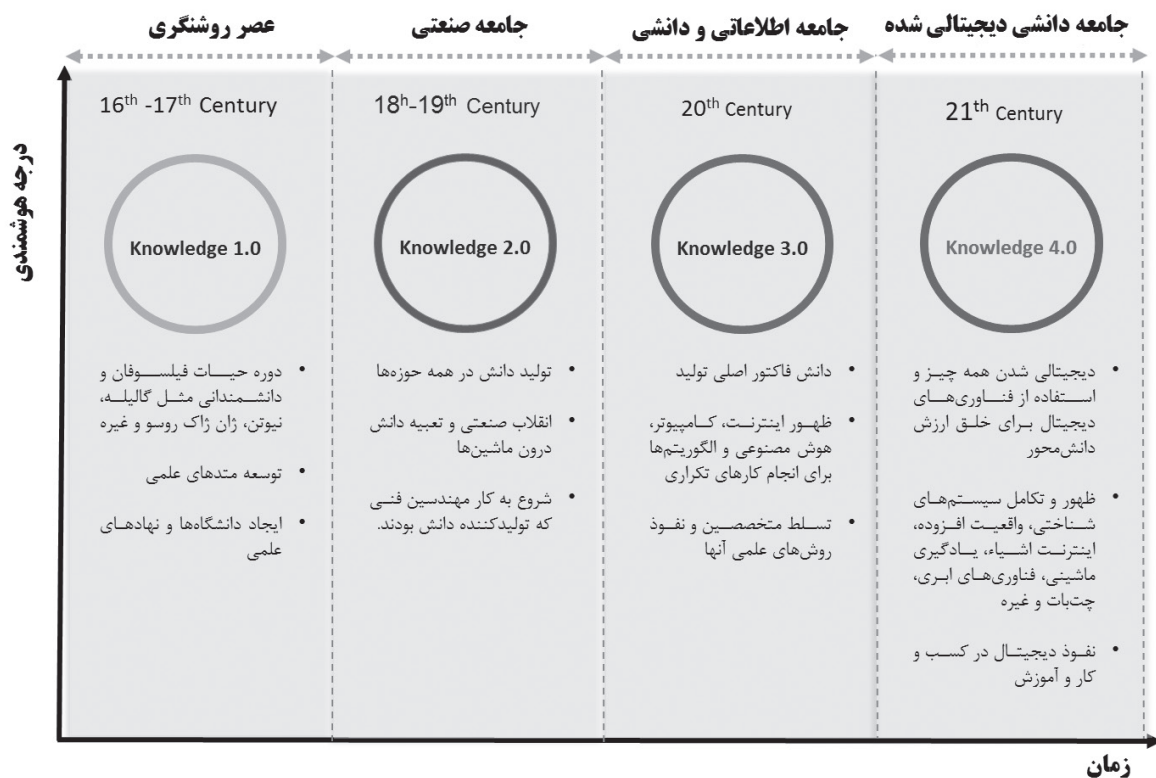 عصر روشنگری
جامعه صنعتی
جامعه اطلاعاتی و دانشی
جامعه دانشی دیجیتالی شده
درجه هوشمندی
16th -17th Century
Knowledge 1.0
• دوره حیات فیلسوفان و
دانشمندانی مثل گالیله،
نیوتن، ژان ژاک روسو و غیره
• توسعه متدهای علمی
• ایجاد دانشگاه‌ها و نهادهای
علمی
18h-19th Century
Knowledge 2.0
• تولید دانش در همه حوزه‌ها
• انقلاب صنعتی و تعبیه دانش
درون ماشین‌ها
• شروع به کار مهندسین فنی
که تولیدکننده دانش بودند.
20th Century
Knowledge 3.0
• دانش فاکتور اصلی تولید
• ظهور اینترنت، کامپیوتر،
هوش مصنوعی و الگوریتم‌ها
برای انجام کارهای تکراری
• تسلط متخصصین و نفوذ
روش‌های علمی آنها
21th Century
Knowledge 4.0
• دیجیتالی شدن همه چیز و
استفاده از فناوری‌های
دیجیتال برای خلق ارزش
دانش‌محور
• ظهور و تکامل سیستم‌های
شناختی، واقعیت افزوده،
اینترنت اشیاء، یادگیری
ماشینی، فناوری‌های ابری،
چت‌بات و غیره
• نفوذ دیجیتال در کسب و
کار و آموزش
زمان